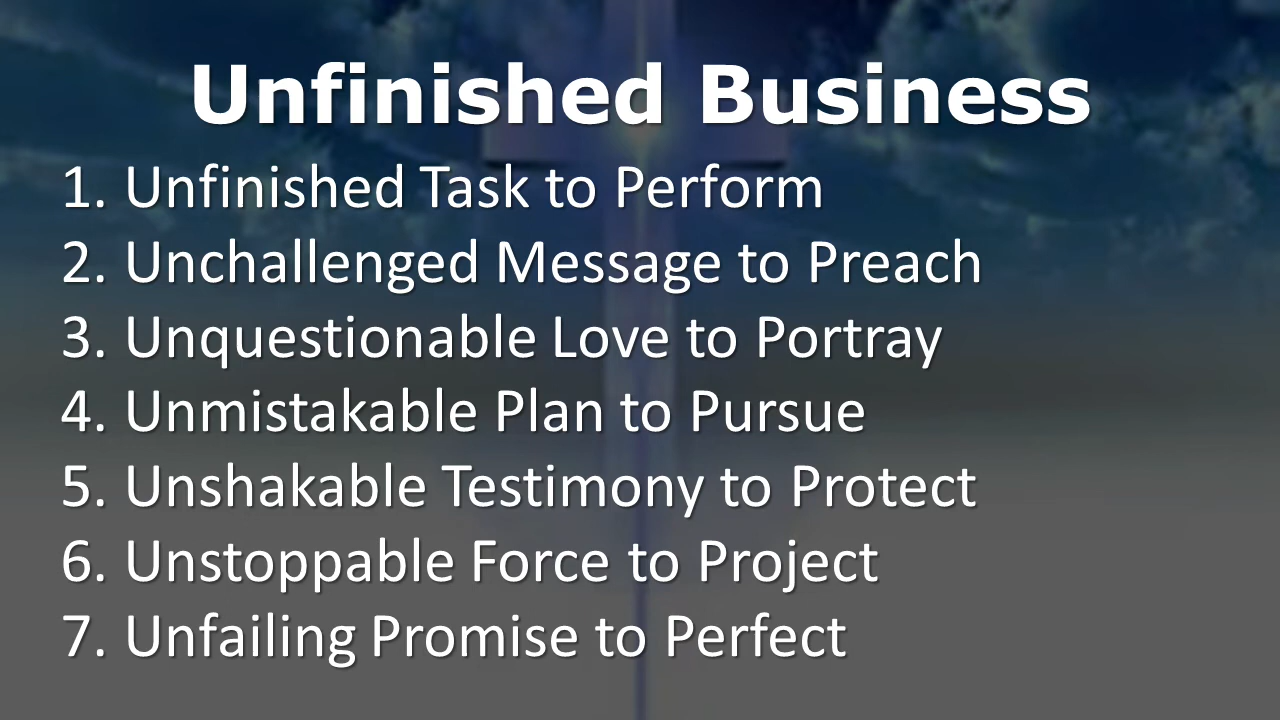 Unfinished Business
1. Unfinished Task to Perform
2. Unchallenged Message to Preach
3. Unquestionable Love to Portray
4. Unmistakable Plan to Pursue
5. Unshakable Testimony to Protect
6. Unstoppable Force to Project
7. Unfailing Promise to Perfect